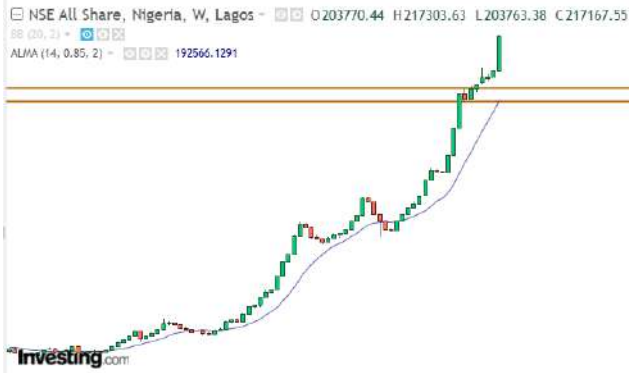 NSE All Share, Nigeria, W, Lagos O203770.44 H217303.63 L203763.38 C217167.55
BB (20, 2)
ALMA (14, 0.85, 2) 192566.1291
Investing.com